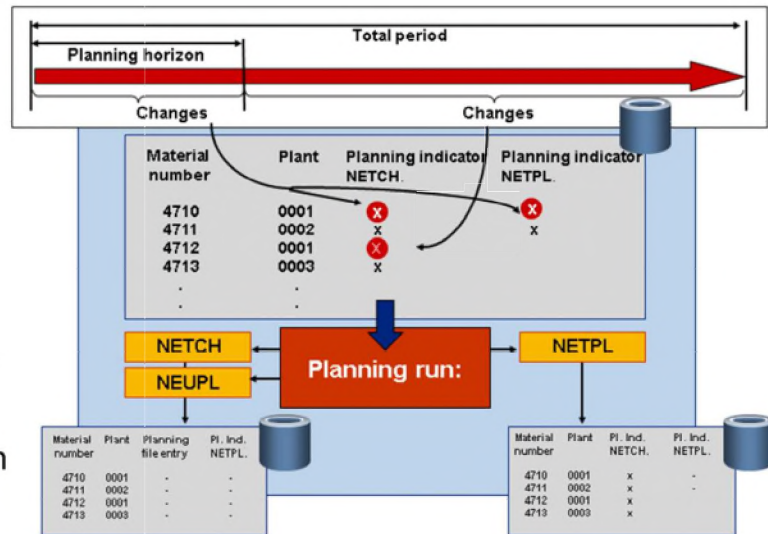 Total period
Planning horizon
Changes Changes
Material number Plant Planning indicator NETCH. Planning indicator NETPL.
4710 0001 x x
4711 0002 x x
4712 0001 x
4713 0003 x
. .
. .
NETCH
NEUPL
Planning run:
NETPL
n
Material number Plant Planning file entry Pl. Ind. NETPL.
4710 0001 - -
4711 0002 - -
4712 0001 - -
4713 0003 - -
Material number Plant Pl. Ind. NETCH. Pl. Ind. NETPL.
4710 0001 x -
4711 0002 x -
4712 0001 x
4713 0003 x